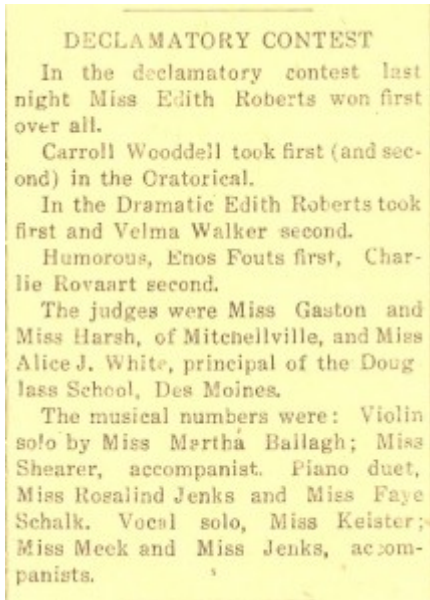 DECLAMATORY CONTEST
In the declamatory contest last
night Miss Edith Roberts won first
over all.
Carroll Wooddell took first (and sec-
ond) in the Oratorical.
In the Dramatic Edith Roberts took
first and Velma Walker second.
Humorous, Enos Fouts first, Char-
lie Rovaart second.
The judges were Miss Gaston and
Miss Harsh, of Mitchellville, and Miss
Alice J. White, principal of the Doug
lass School, Des Moines.
The musical numbers were: Violin
solo by Miss Martha Ballagh; Miss
Shearer, accompanist. Piano duet,
Miss Rosalind Jenks and Miss Faye
Schalk. Vocal solo, Miss Keister;
Miss Meek and Miss Jenks, accom-
panists.